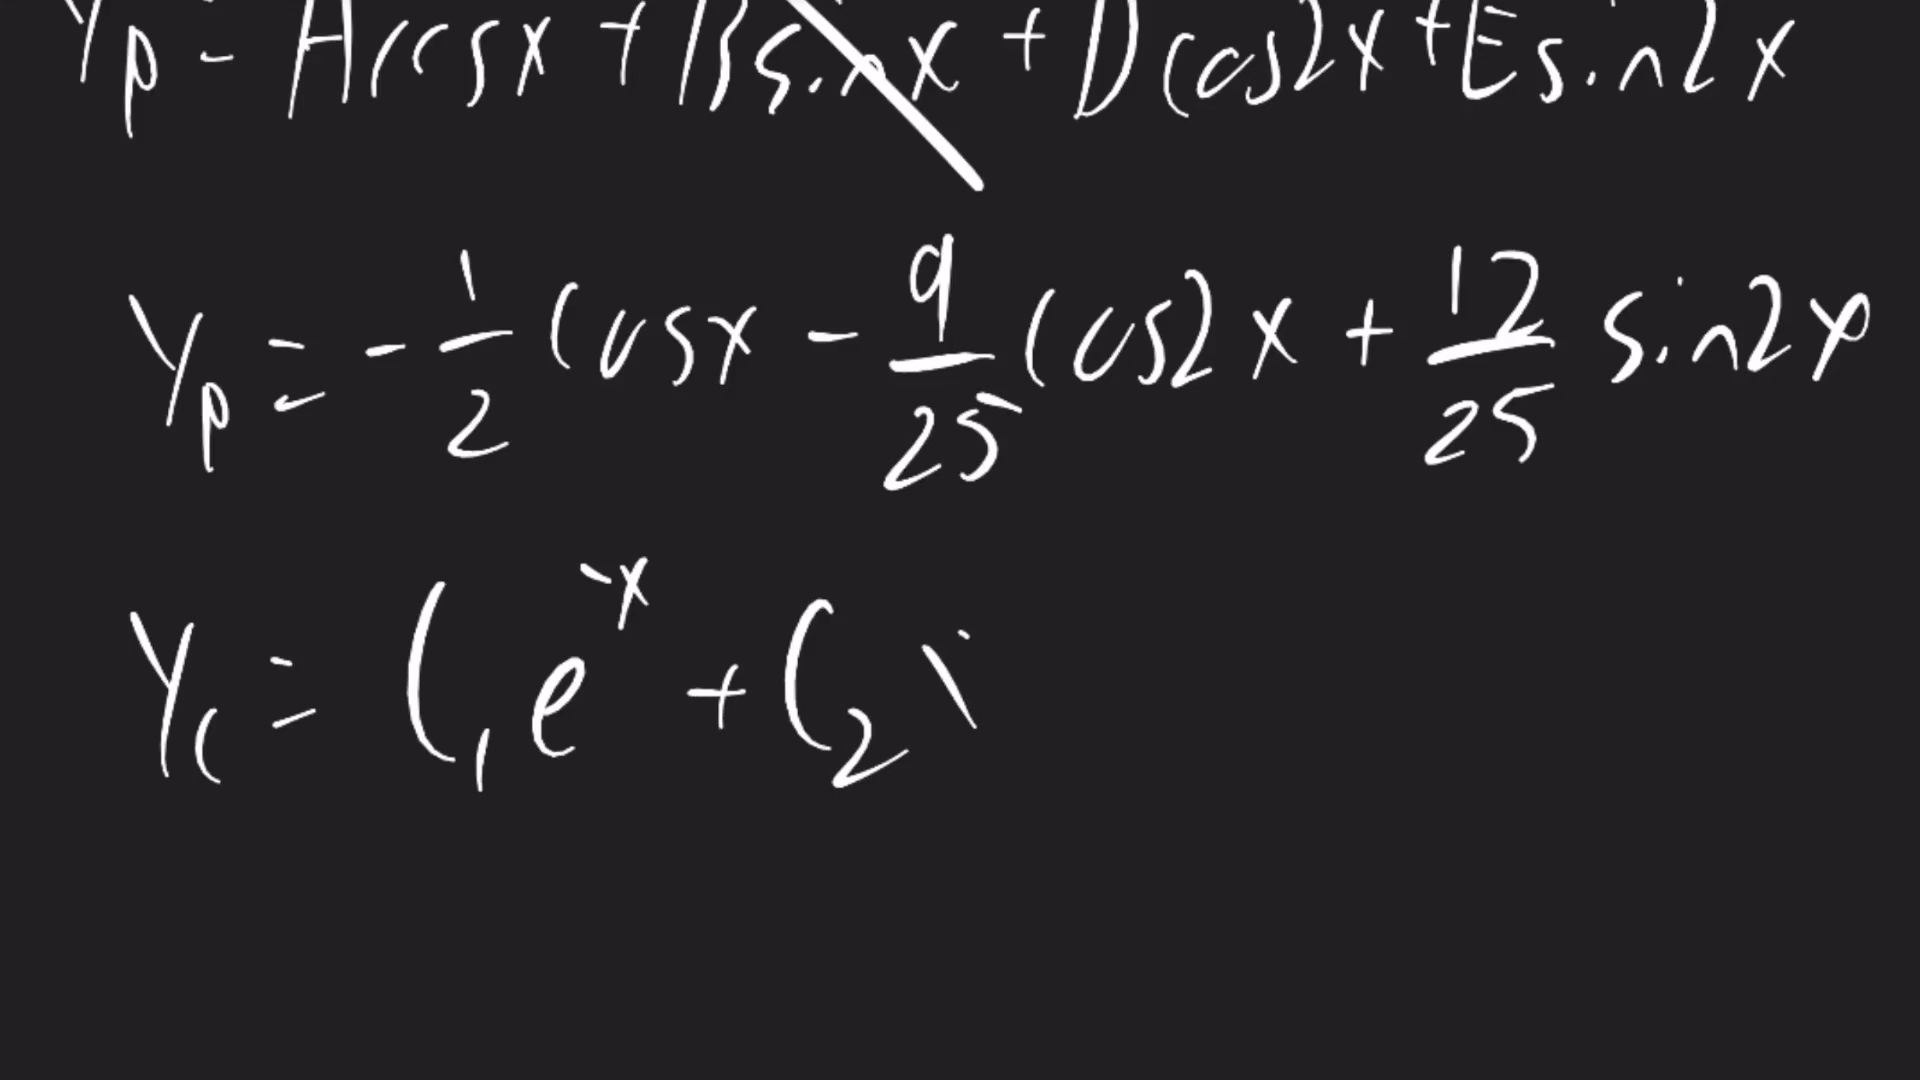 Yp = Acosx + Bsinx + Dcos2x + Esin2x
Yp = - 1/2 cosx - 9/25 cos2x + 12/25 sin2x
Yc = C₁e^-x + C₂